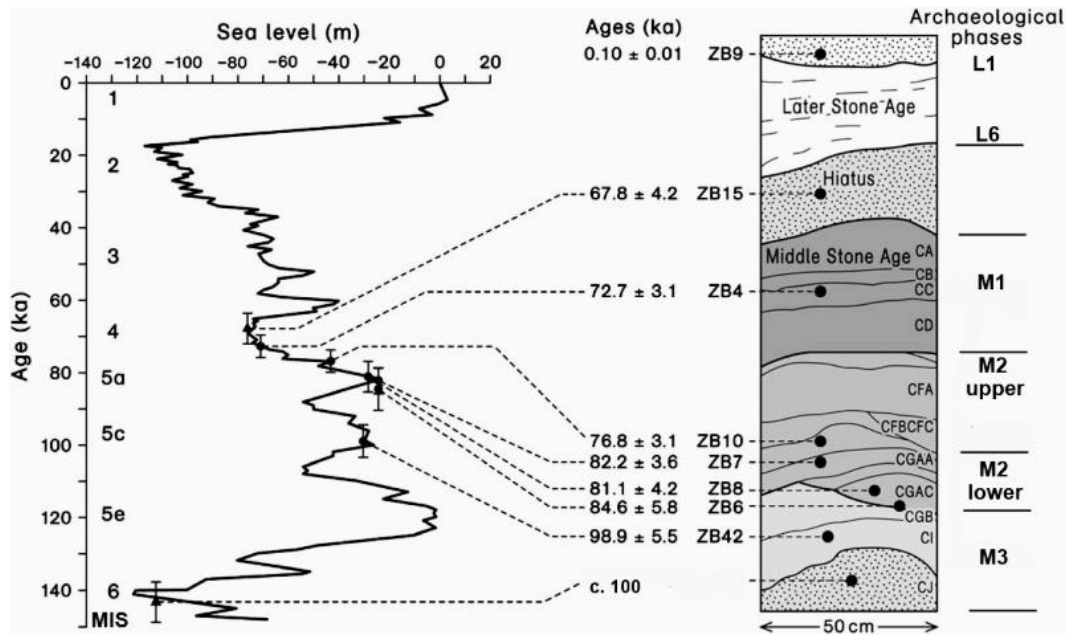 Sea level (m)
−140 −120 −100 −80 −60 −40 −20 0 20
Age (ka)
0
20
40
60
80
100
120
140
1
2
3
4
5a
5c
5e
6
MIS
Ages (ka)
0.10 ± 0.01 ZB9
67.8 ± 4.2 ZB15
72.7 ± 3.1 ZB4
76.8 ± 3.1 ZB10
82.2 ± 3.6 ZB7
81.1 ± 4.2 ZB8
84.6 ± 5.8 ZB6
98.9 ± 5.5 ZB42
c. 100
Later Stone Age
Hiatus
Middle Stone Age
CA
CB
CC
CD
CFA
CFBCFC
CGAA
CGAC
CGB
CI
CJ
50 cm
Archaeological
phases
L1
L6
M1
M2
upper
M2
lower
M3